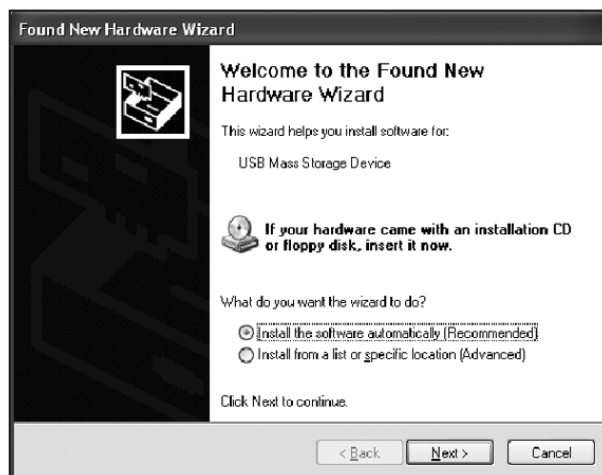 Found New Hardware Wizard
Welcome to the Found New
Hardware Wizard
This wizard helps you install software for:
USB Mass Storage Device
If your hardware came with an installation CD
or floppy disk, insert it now.
What do you want the wizard to do?
Install the software automatically (Recommended)
Install from a list or specific location (Advanced)
Click Next to continue.
< Back Next > Cancel